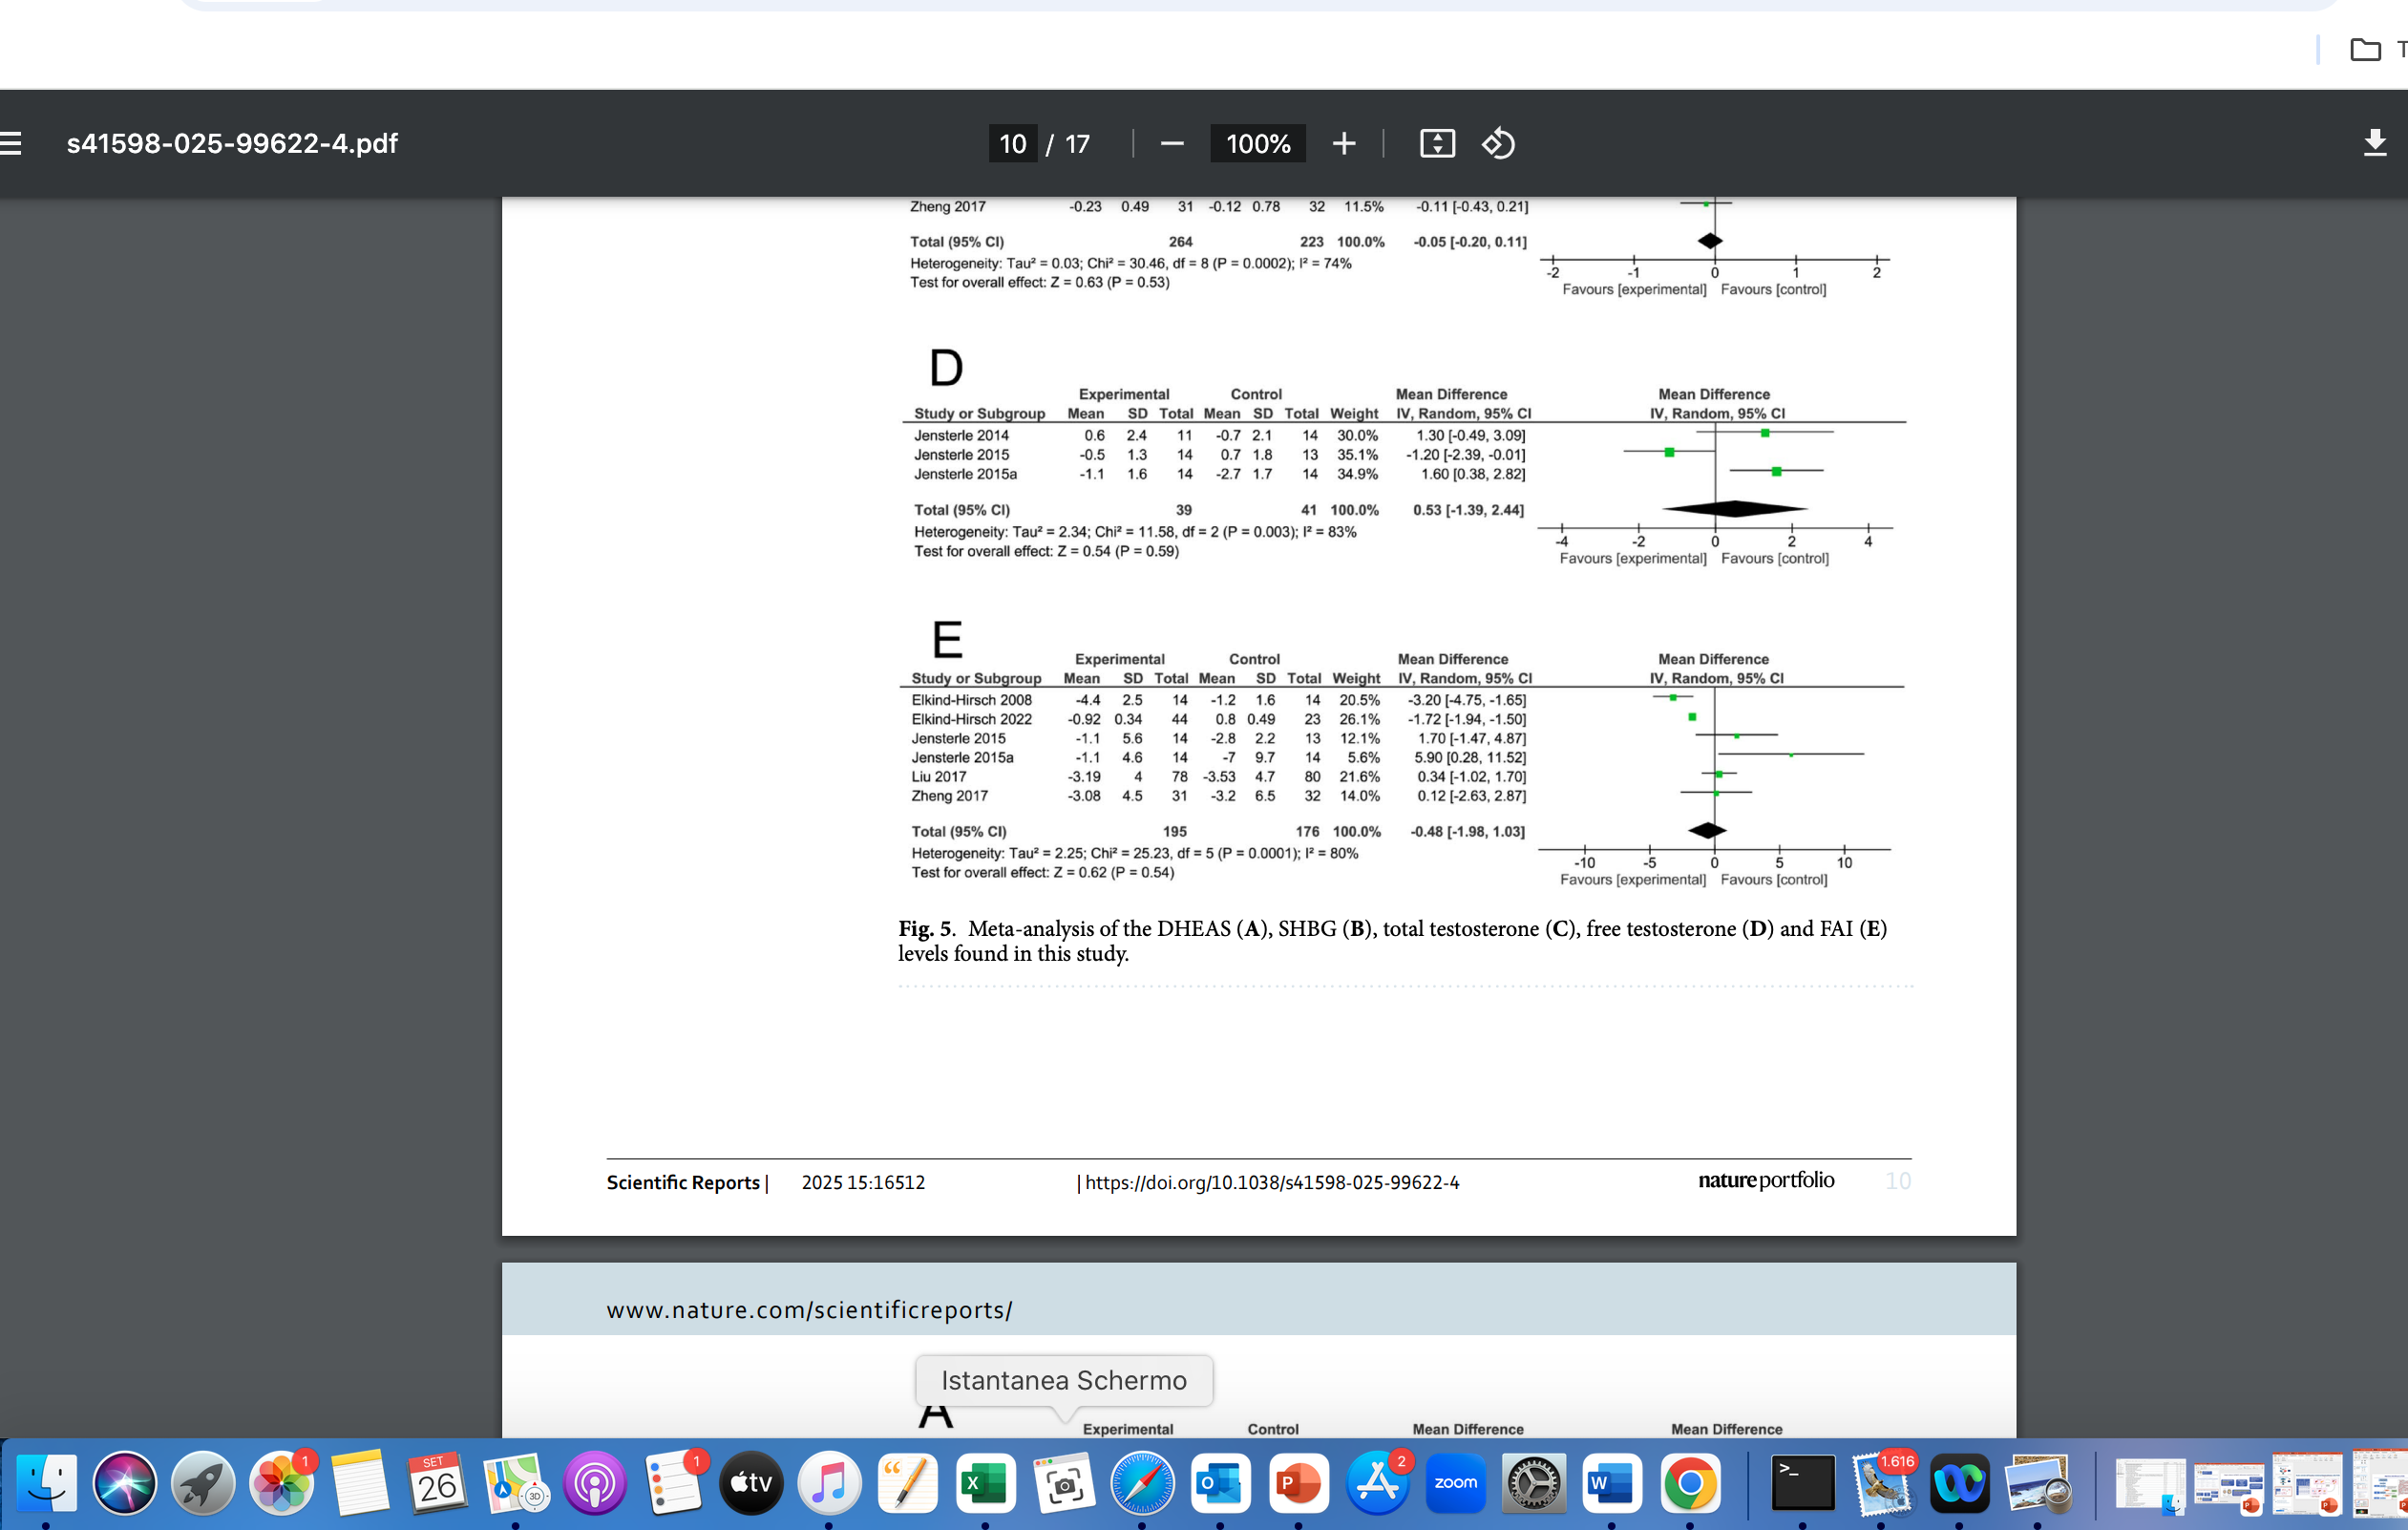 T
s41598-025-99622-4.pdf 10 / 17 100%
Zheng 2017 -0.23 0.49 31 -0.12 0.78 32 11.5% -0.11 [-0.43, 0.21]
Total (95% CI) 264 223 100.0% -0.05 [-0.20, 0.11]
Heterogeneity: Tau² = 0.03; Chi² = 30.46, df = 8 (P = 0.0002); I² = 74%
Test for overall effect: Z = 0.63 (P = 0.53)
-2 -1 0 1 2
Favours [experimental] Favours [control]
D
Experimental Control Mean Difference Mean Difference
Study or Subgroup Mean SD Total Mean SD Total Weight IV, Random, 95% CI IV, Random, 95% CI
Jensterle 2014 0.6 2.4 11 -0.7 2.1 14 30.0% 1.30 [-0.49, 3.09]
Jensterle 2015 -0.5 1.3 14 0.7 1.8 13 35.1% -1.20 [-2.39, -0.01]
Jensterle 2015a -1.1 1.6 14 -2.7 1.7 14 34.9% 1.60 [0.38, 2.82]
Total (95% CI) 39 41 100.0% 0.53 [-1.39, 2.44]
Heterogeneity: Tau² = 2.34; Chi² = 11.58, df = 2 (P = 0.003); I² = 83%
Test for overall effect: Z = 0.54 (P = 0.59)
-4 -2 0 2 4
Favours [experimental] Favours [control]
E
Experimental Control Mean Difference Mean Difference
Study or Subgroup Mean SD Total Mean SD Total Weight IV, Random, 95% CI IV, Random, 95% CI
Elkind-Hirsch 2008 -4.4 2.5 14 -1.2 1.6 14 20.5% -3.20 [-4.75, -1.65]
Elkind-Hirsch 2022 -0.92 0.34 44 0.8 0.49 23 26.1% -1.72 [-1.94, -1.50]
Jensterle 2015 -1.1 5.6 14 -2.8 2.2 13 12.1% 1.70 [-1.47, 4.87]
Jensterle 2015a -1.1 4.6 14 -7 9.7 14 5.6% 5.90 [0.28, 11.52]
Liu 2017 -3.19 4 78 -3.53 4.7 80 21.6% 0.34 [-1.02, 1.70]
Zheng 2017 -3.08 4.5 31 -3.2 6.5 32 14.0% 0.12 [-2.63, 2.87]
Total (95% CI) 195 176 100.0% -0.48 [-1.98, 1.03]
Heterogeneity: Tau² = 2.25; Chi² = 25.23, df = 5 (P = 0.0001); I² = 80%
Test for overall effect: Z = 0.62 (P = 0.54)
-10 -5 0 5 10
Favours [experimental] Favours [control]
Fig. 5. Meta-analysis of the DHEAS (A), SHBG (B), total testosterone (C), free testosterone (D) and FAI (E)
levels found in this study.
Scientific Reports | 2025 15:16512 | https://doi.org/10.1038/s41598-025-99622-4 natureportfolio 10
www.nature.com/scientificreports/
Istantanea Schermo
A
Experimental Control Mean Difference Mean Difference
1 SET 26 3D 1 tv X O P 2 zoom W >_ 1.616